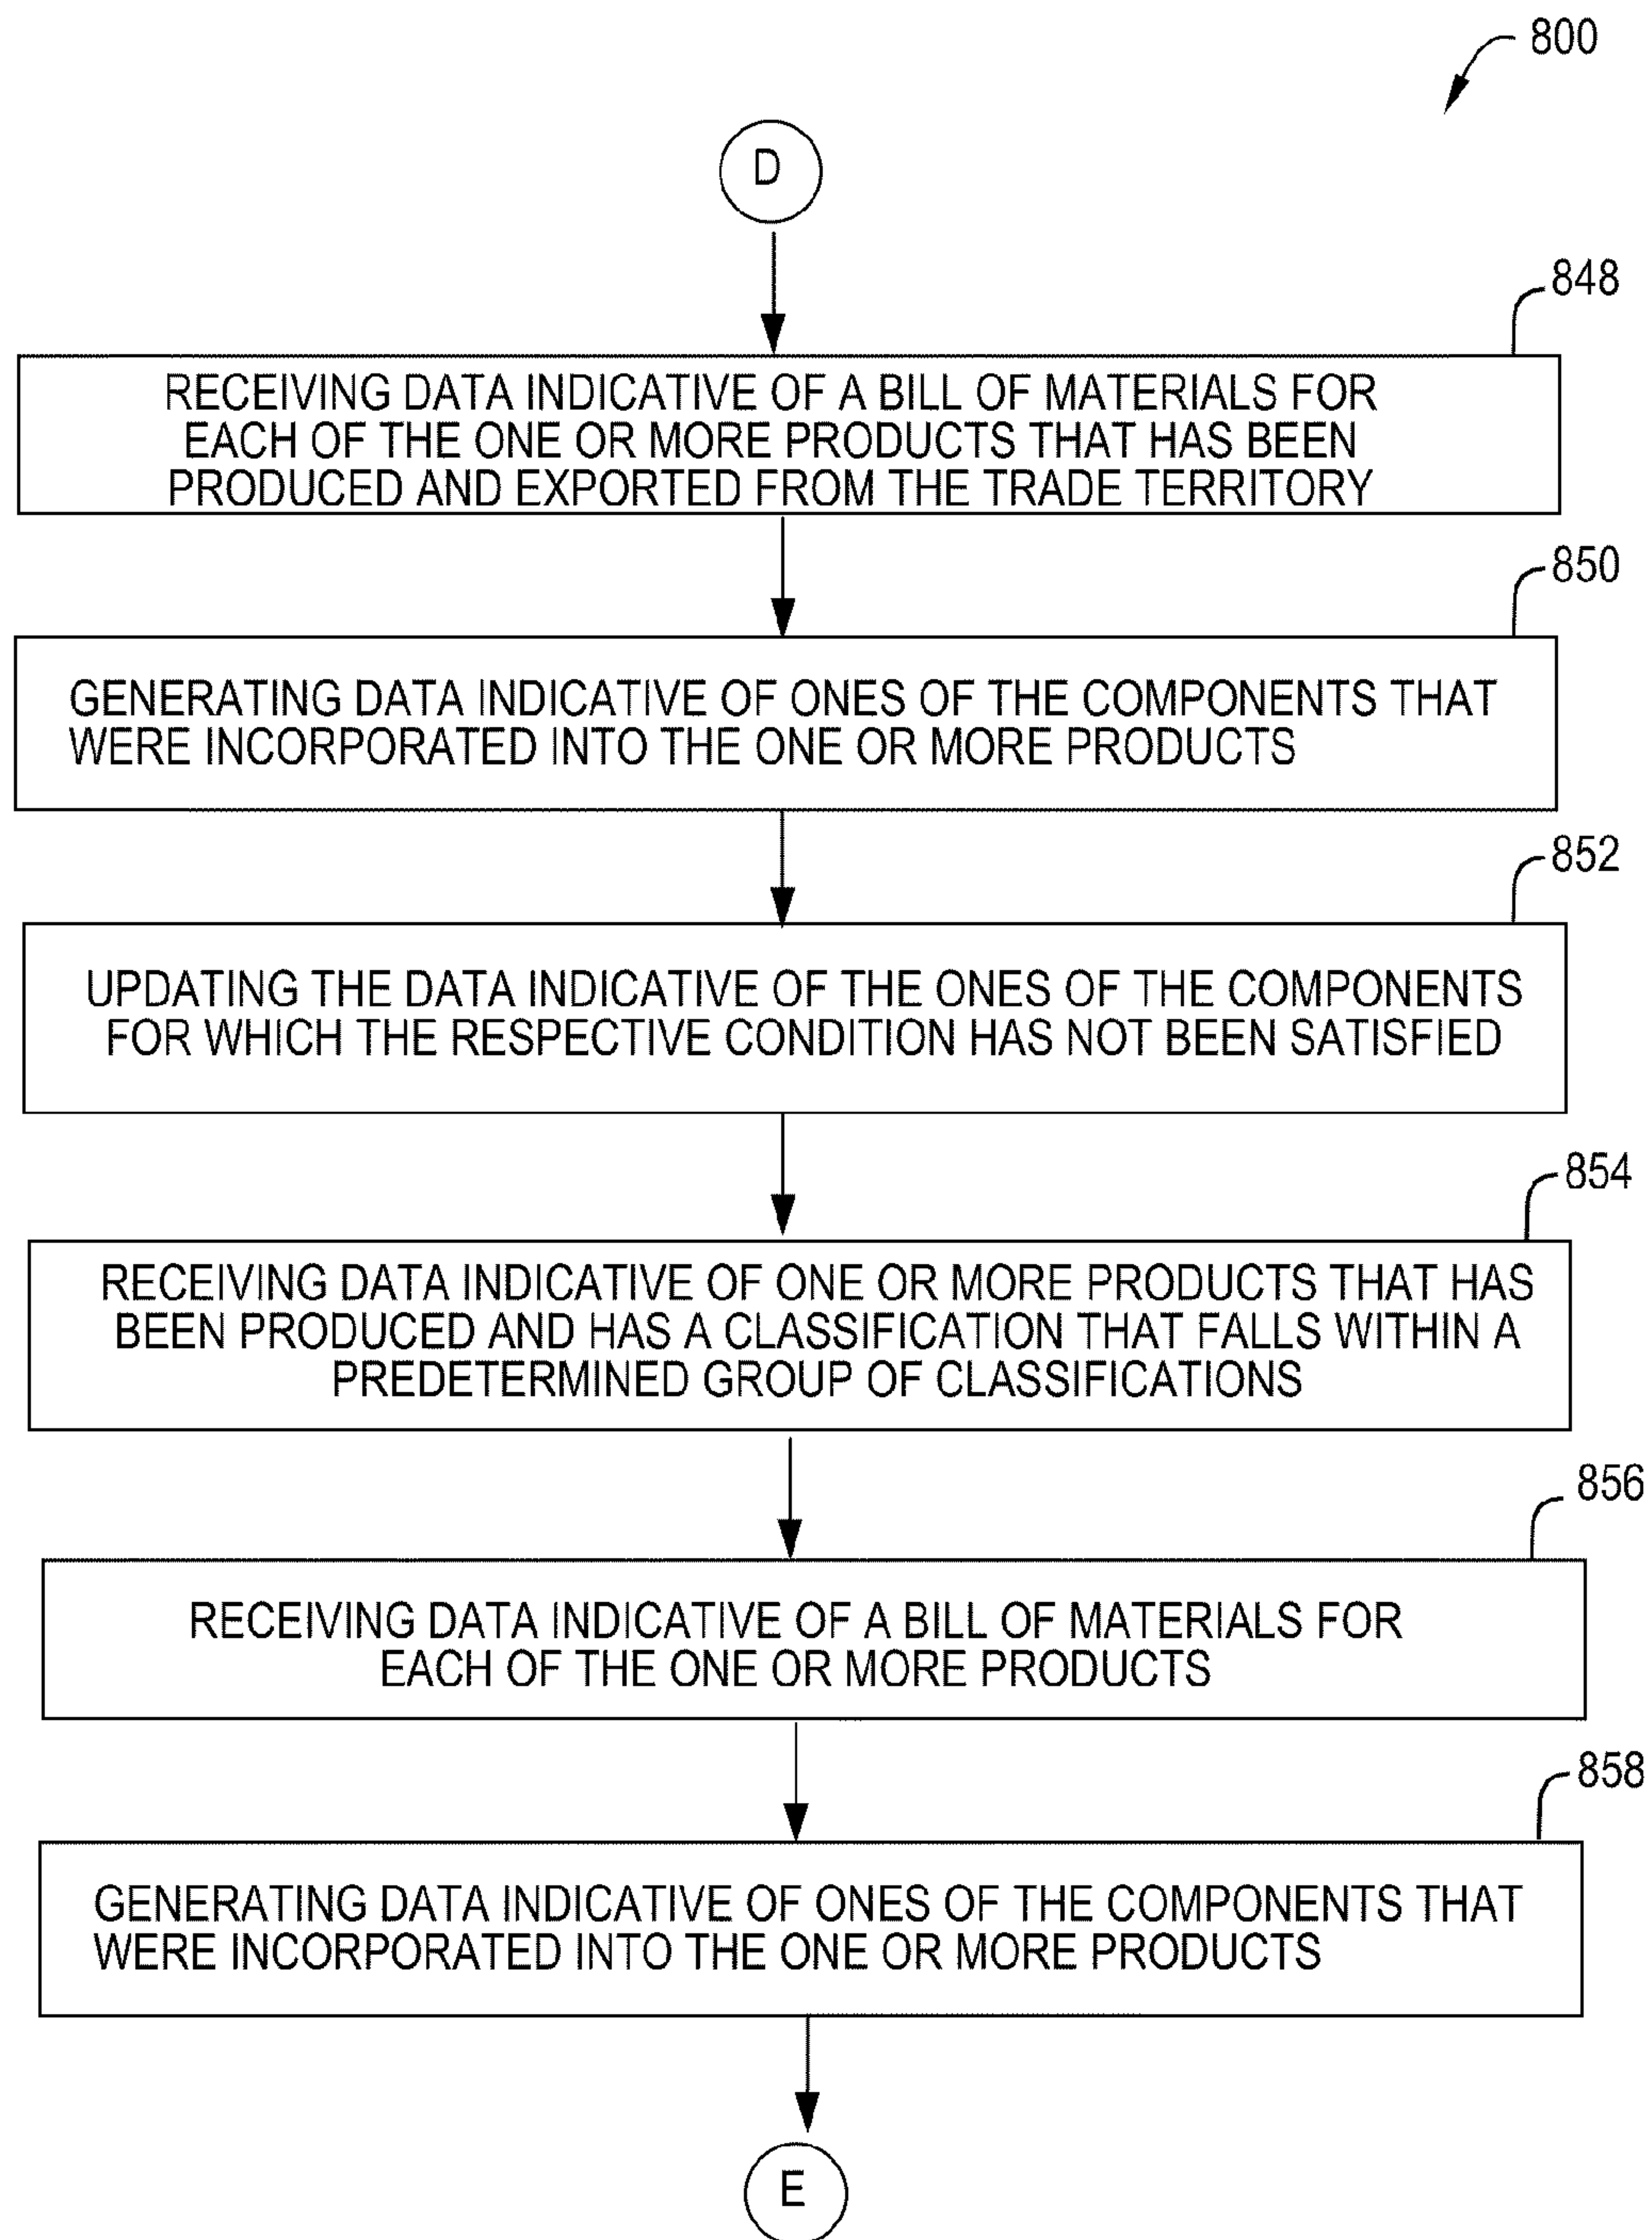 800
D
848
RECEIVING DATA INDICATIVE OF A BILL OF MATERIALS FOR
EACH OF THE ONE OR MORE PRODUCTS THAT HAS BEEN
PRODUCED AND EXPORTED FROM THE TRADE TERRITORY
850
GENERATING DATA INDICATIVE OF ONES OF THE COMPONENTS THAT
WERE INCORPORATED INTO THE ONE OR MORE PRODUCTS
852
UPDATING THE DATA INDICATIVE OF THE ONES OF THE COMPONENTS
FOR WHICH THE RESPECTIVE CONDITION HAS NOT BEEN SATISFIED
854
RECEIVING DATA INDICATIVE OF ONE OR MORE PRODUCTS THAT HAS
BEEN PRODUCED AND HAS A CLASSIFICATION THAT FALLS WITHIN A
PREDETERMINED GROUP OF CLASSIFICATIONS
856
RECEIVING DATA INDICATIVE OF A BILL OF MATERIALS FOR
EACH OF THE ONE OR MORE PRODUCTS
858
GENERATING DATA INDICATIVE OF ONES OF THE COMPONENTS THAT
WERE INCORPORATED INTO THE ONE OR MORE PRODUCTS
E